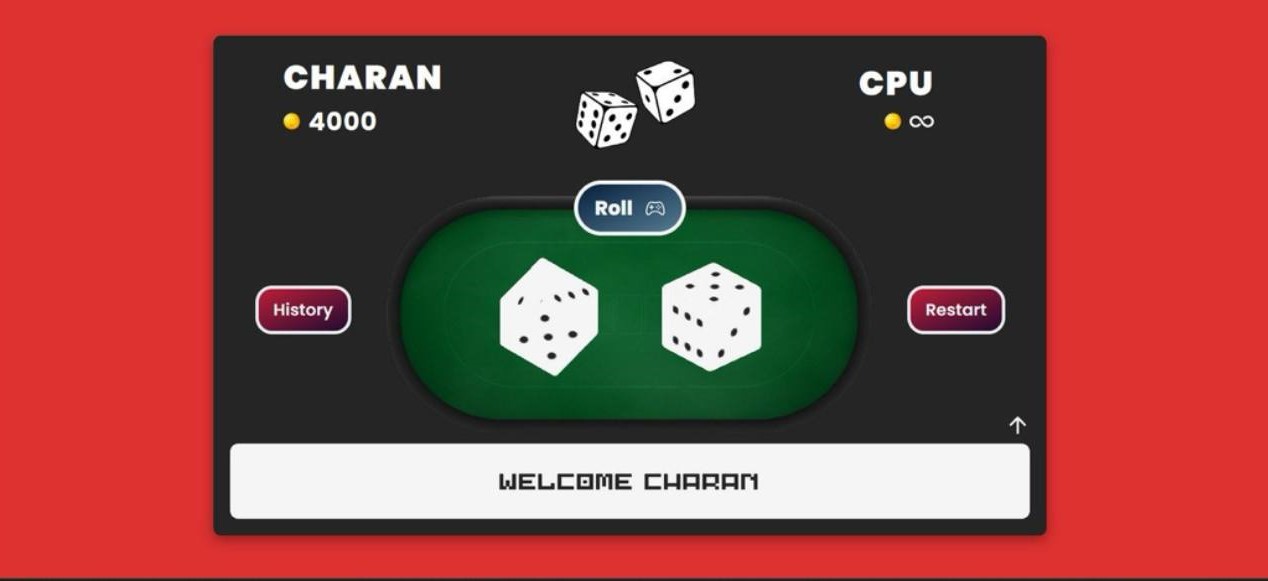 CHARAN
4000
CPU
∞
Roll
History
Restart
WELCOME CHARAN